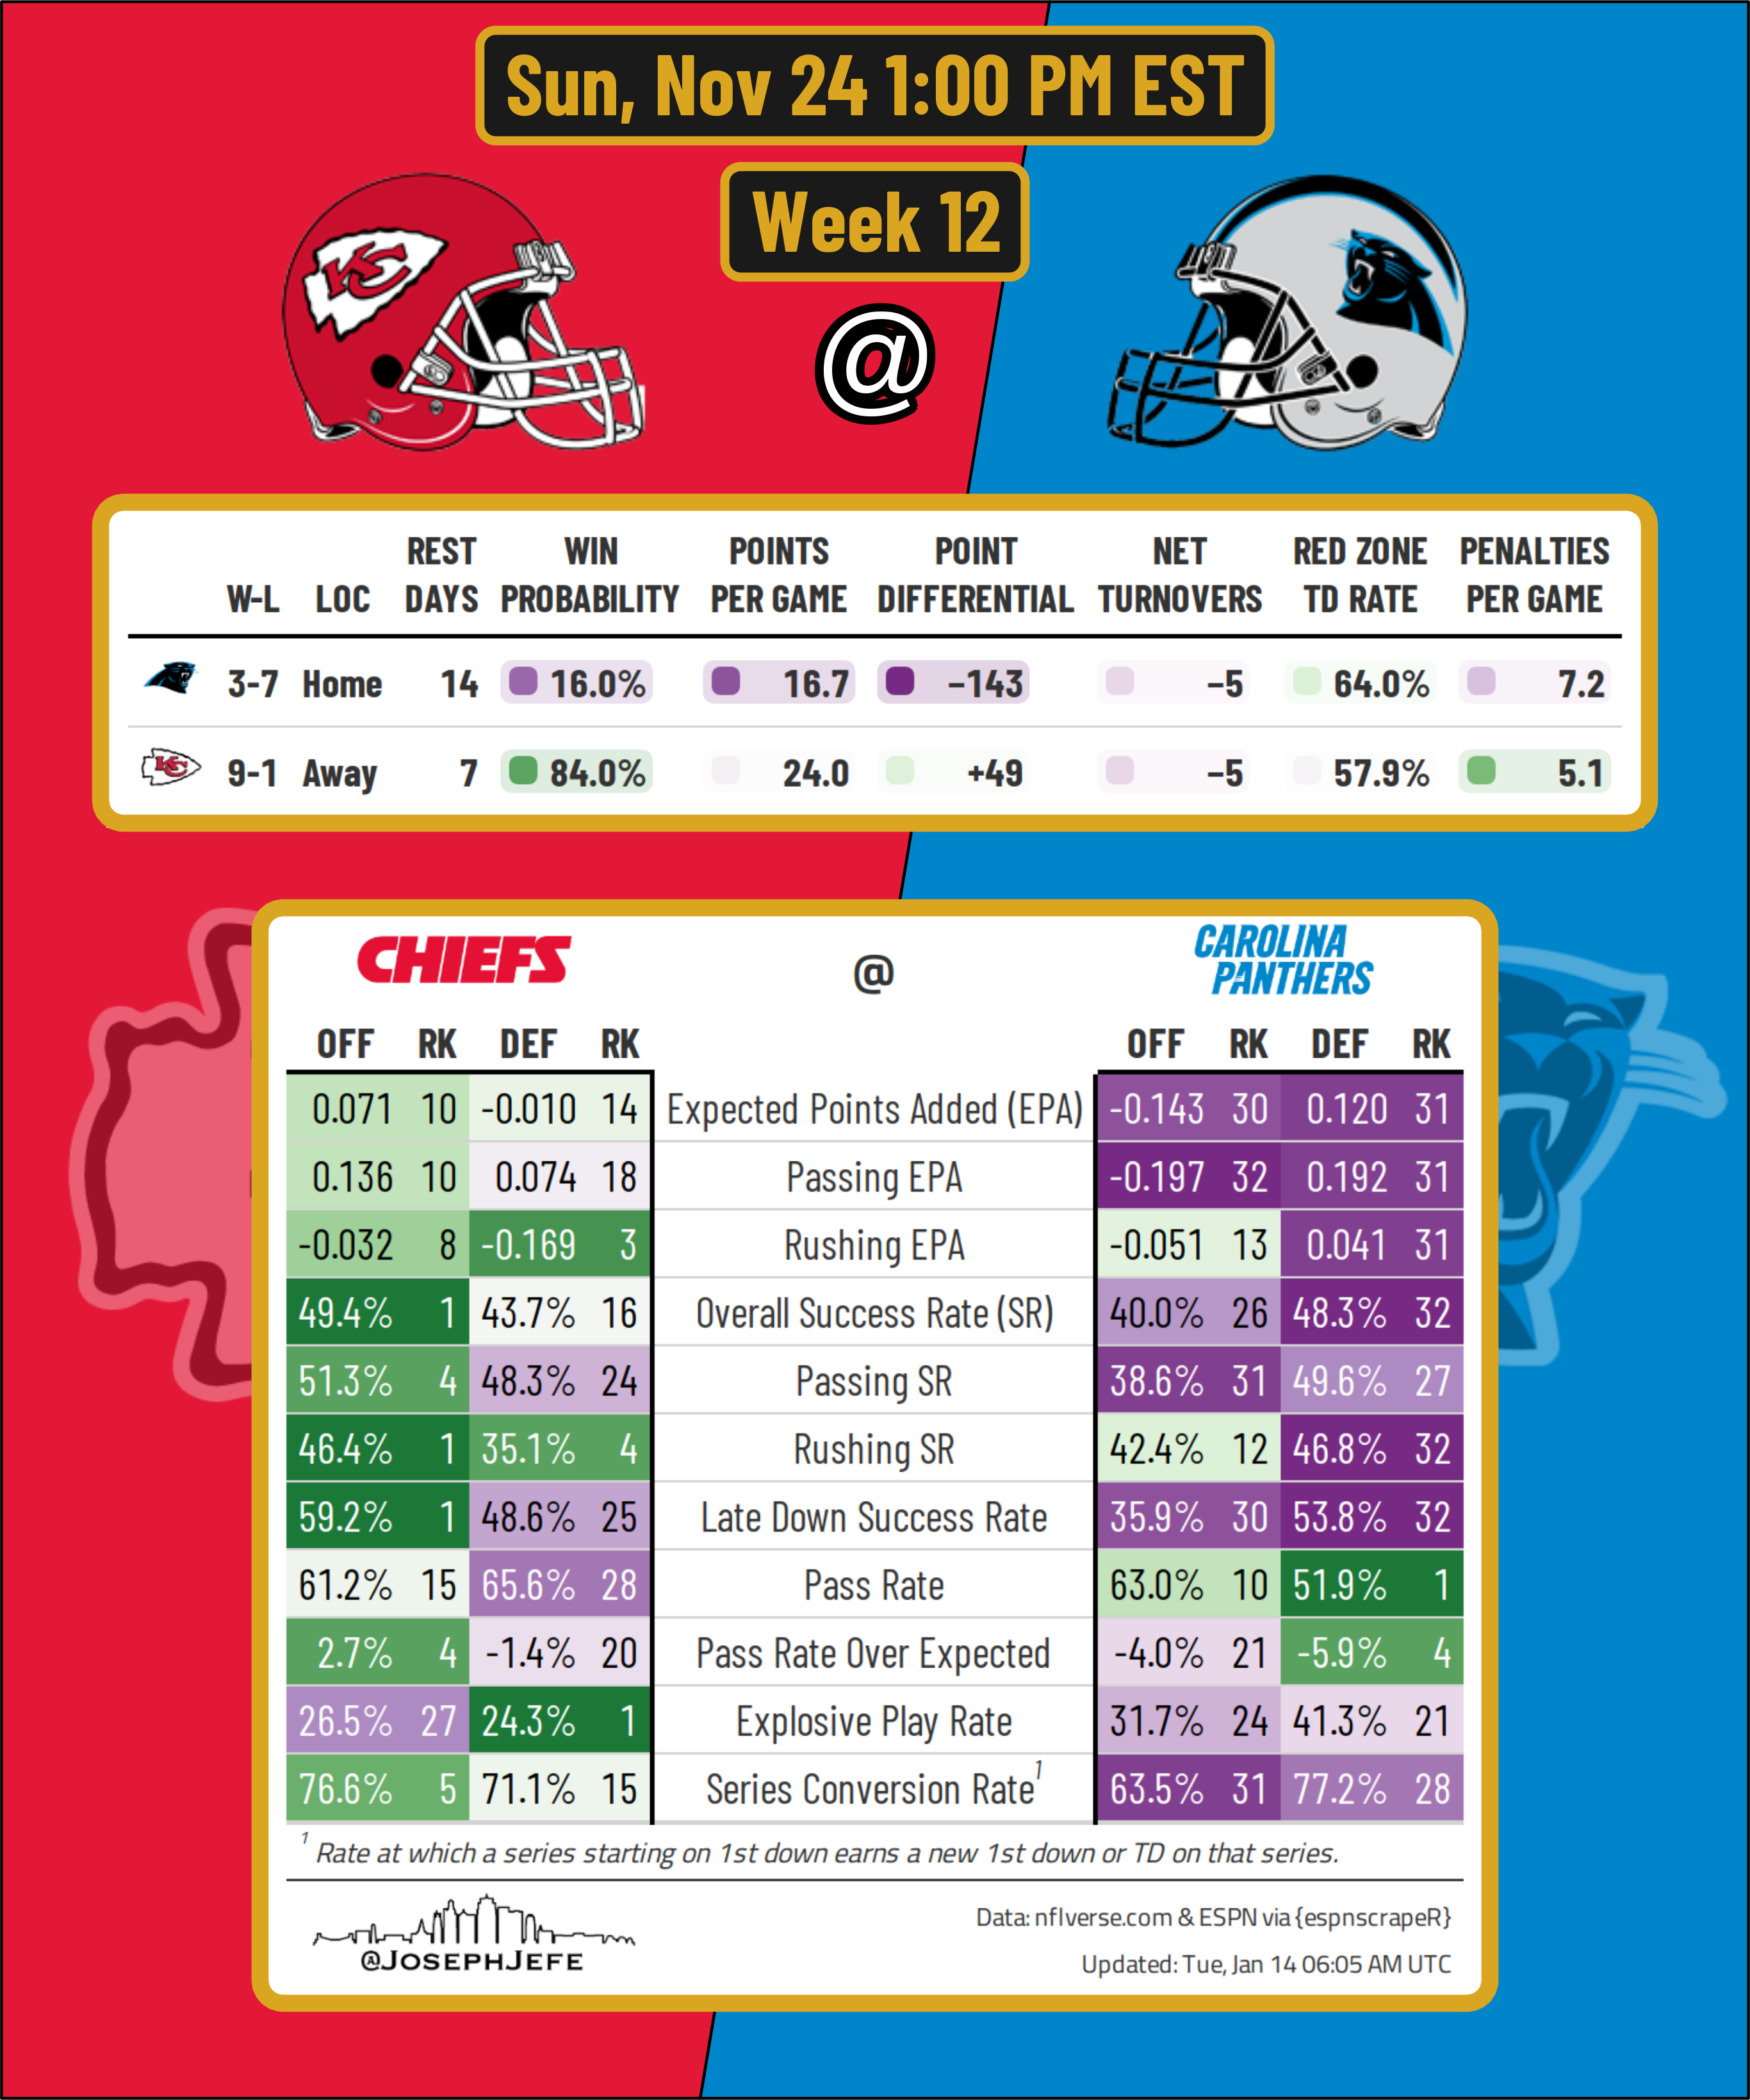 Sun, Nov 24 1:00 PM EST
Week 12
KC
@
W-L LOC REST DAYS WIN PROBABILITY POINTS PER GAME POINT DIFFERENTIAL NET TURNOVERS RED ZONE TD RATE PENALTIES PER GAME
3-7 Home 14 16.0% 16.7 −143 −5 64.0% 7.2
KC 9-1 Away 7 84.0% 24.0 +49 −5 57.9% 5.1
CHIEFS @ CAROLINA PANTHERS
OFF RK DEF RK OFF RK DEF RK
0.071 10 -0.010 14 Expected Points Added (EPA) -0.143 30 0.120 31
0.136 10 0.074 18 Passing EPA -0.197 32 0.192 31
-0.032 8 -0.169 3 Rushing EPA -0.051 13 0.041 31
49.4% 1 43.7% 16 Overall Success Rate (SR) 40.0% 26 48.3% 32
51.3% 4 48.3% 24 Passing SR 38.6% 31 49.6% 27
46.4% 1 35.1% 4 Rushing SR 42.4% 12 46.8% 32
59.2% 1 48.6% 25 Late Down Success Rate 35.9% 30 53.8% 32
61.2% 15 65.6% 28 Pass Rate 63.0% 10 51.9% 1
2.7% 4 -1.4% 20 Pass Rate Over Expected -4.0% 21 -5.9% 4
26.5% 27 24.3% 1 Explosive Play Rate 31.7% 24 41.3% 21
76.6% 5 71.1% 15 Series Conversion Rate¹ 63.5% 31 77.2% 28
¹ Rate at which a series starting on 1st down earns a new 1st down or TD on that series.
@JOSEPHJEFE
Data: nflverse.com & ESPN via {espnscrapeR}
Updated: Tue, Jan 14 06:05 AM UTC